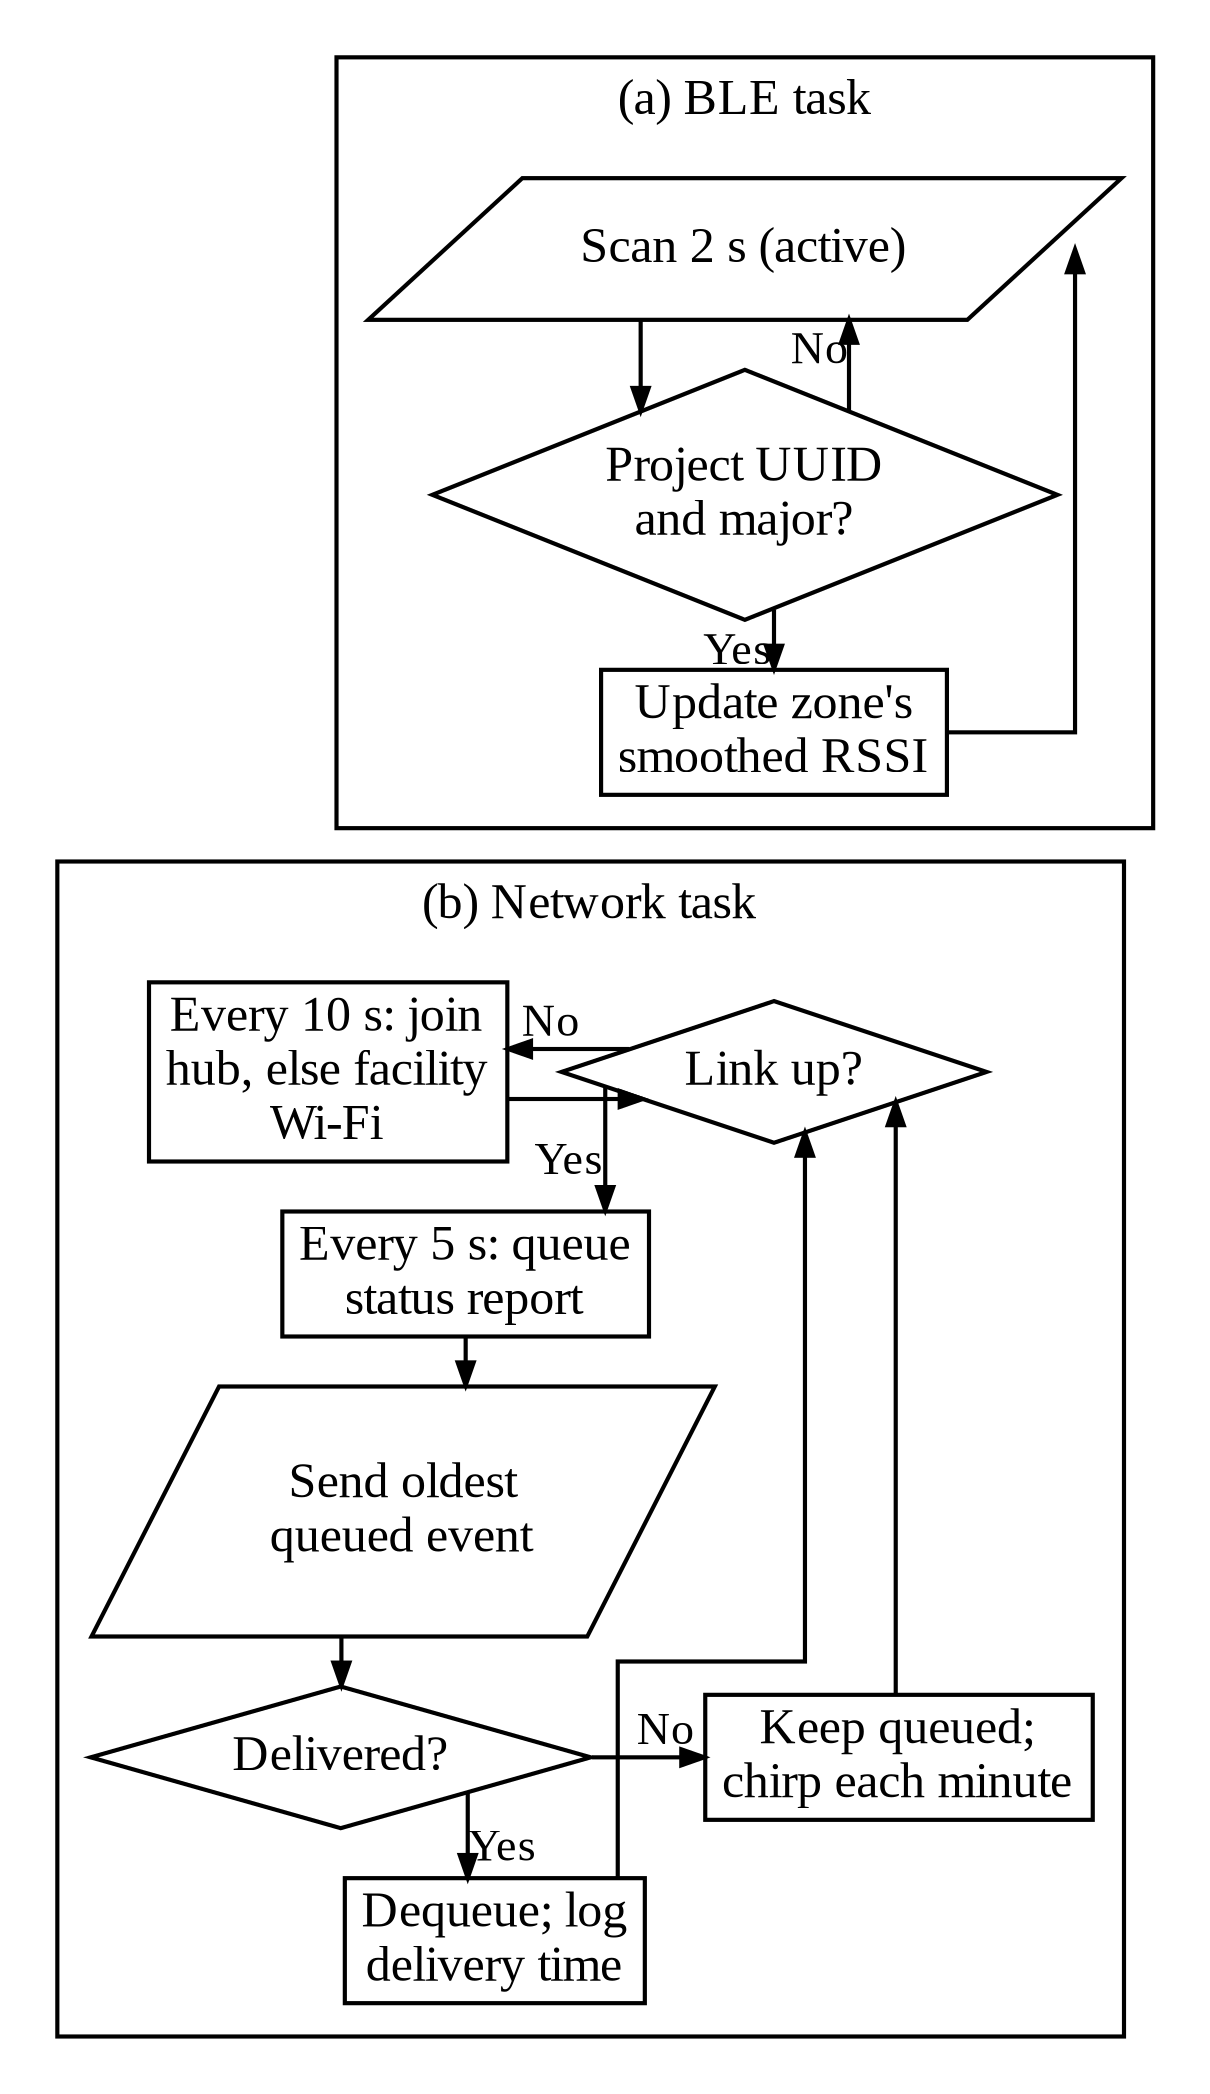 (a) BLE task
Scan 2 s (active)
No
Project UUID
and major?
Yes
Update zone's
smoothed RSSI
(b) Network task
Every 10 s: join
hub, else facility
Wi-Fi
No
Link up?
Yes
Every 5 s: queue
status report
Send oldest
queued event
Delivered?
No
Keep queued;
chirp each minute
Yes
Dequeue; log
delivery time